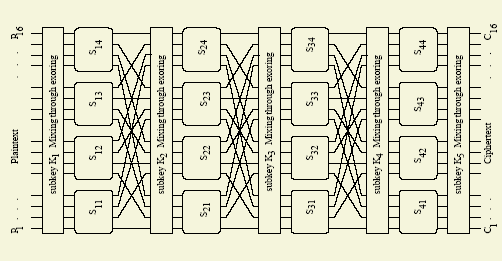 Plaintext
P1 . . . . P16
subkey K1 Mixing through exoring
S11 S12 S13 S14
subkey K2 Mixing through exoring
S21 S22 S23 S24
subkey K3 Mixing through exoring
S31 S32 S33 S34
subkey K4 Mixing through exoring
S41 S42 S43 S44
subkey K5 Mixing through exoring
Ciphertext
C1 . . . . C16